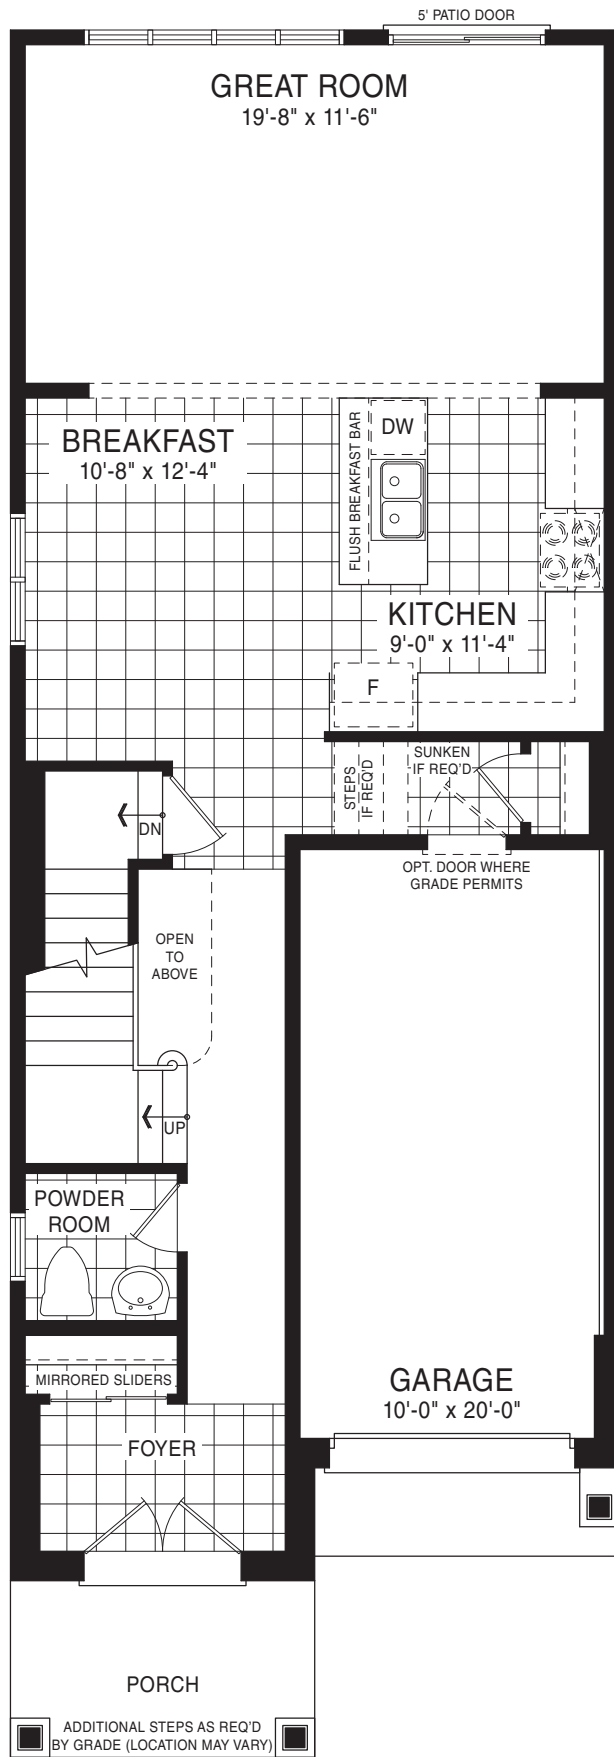 5' PATIO DOOR
GREAT ROOM
19'-8" x 11'-6"
BREAKFAST
10'-8" x 12'-4"
FLUSH BREAKFAST BAR
DW
KITCHEN
9'-0" x 11'-4"
F
STEPS
IF REQ'D
SUNKEN
IF REQ'D
DN
OPT. DOOR WHERE
GRADE PERMITS
OPEN
TO
ABOVE
UP
POWDER
ROOM
MIRRORED SLIDERS
GARAGE
10'-0" x 20'-0"
FOYER
PORCH
ADDITIONAL STEPS AS REQ'D
BY GRADE (LOCATION MAY VARY)